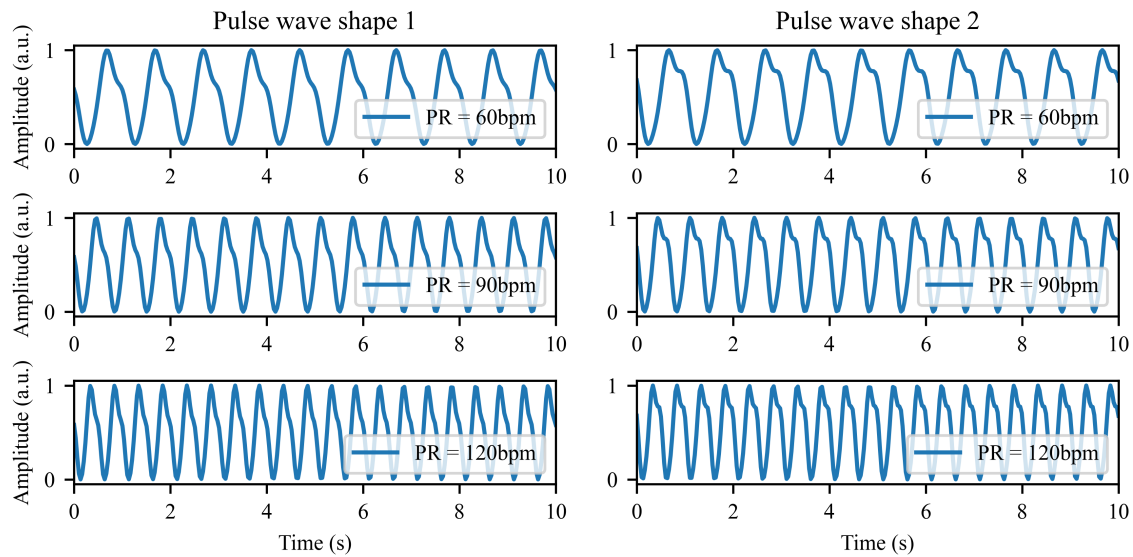 Pulse wave shape 1
Pulse wave shape 2
Amplitude (a.u.)
1
0
PR = 60bpm
0 2 4 6 8 10
1
0
PR = 60bpm
0 2 4 6 8 10
Amplitude (a.u.)
1
0
PR = 90bpm
0 2 4 6 8 10
1
0
PR = 90bpm
0 2 4 6 8 10
Amplitude (a.u.)
1
0
PR = 120bpm
0 2 4 6 8 10
Time (s)
1
0
PR = 120bpm
0 2 4 6 8 10
Time (s)